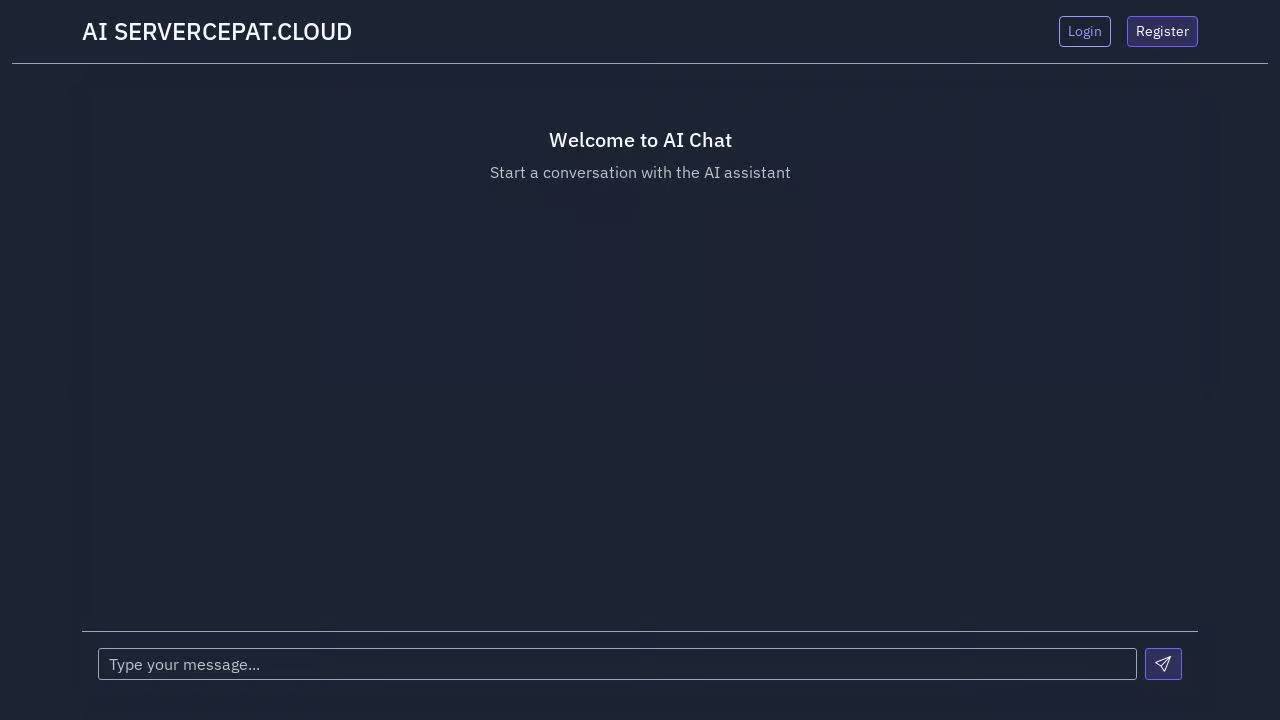 AI SERVERCEPAT.CLOUD
Login
Register
Welcome to AI Chat
Start a conversation with the AI assistant
Type your message...